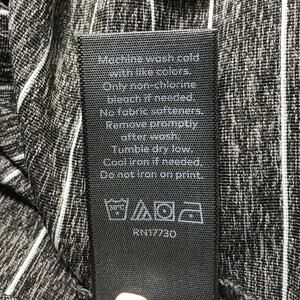 Machine wash cold
with like colors.
Only non-chlorine
bleach if needed.
No fabric softeners.
Remove promptly
after wash.
Tumble dry low.
Cool iron if needed.
Do not iron on print.
30°C
RN17730